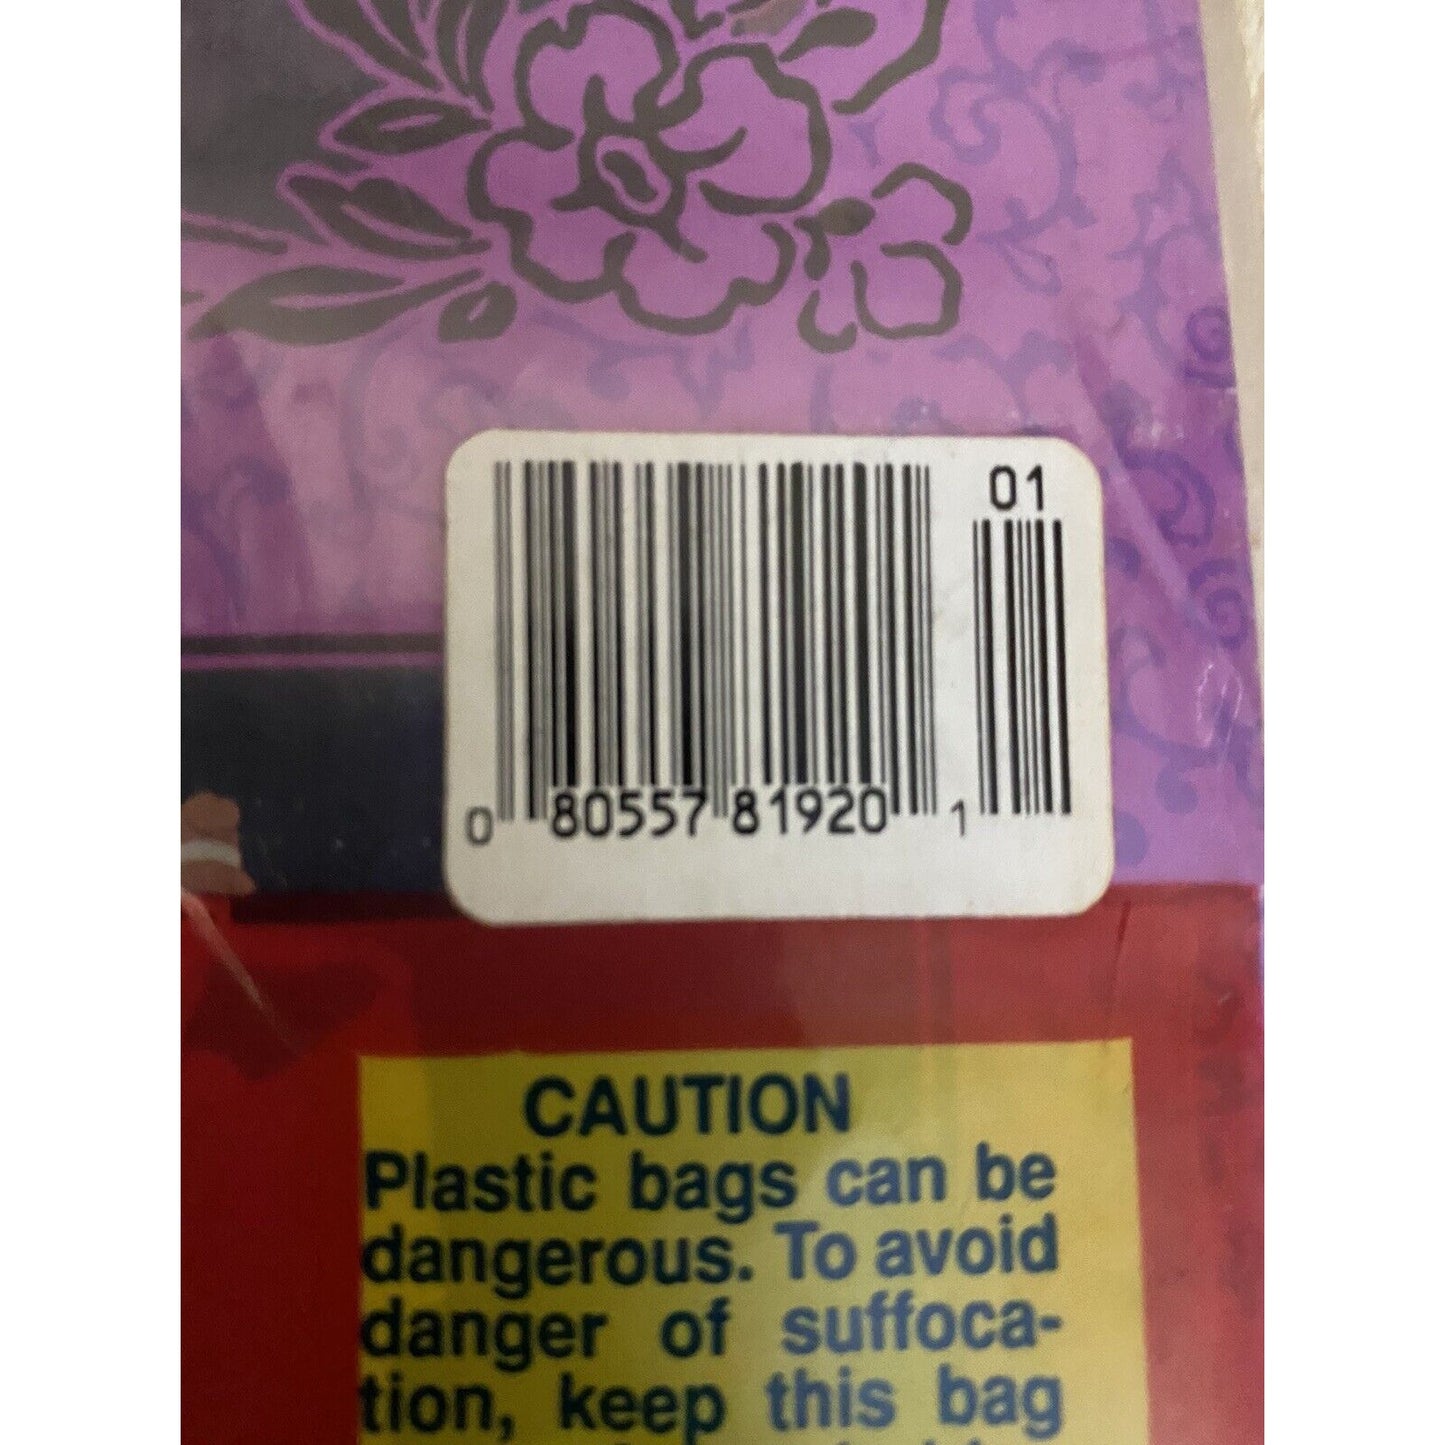 01
0 80557 81920 1
CAUTION
Plastic bags can be
dangerous. To avoid
danger of suffoca-
tion, keep this bag